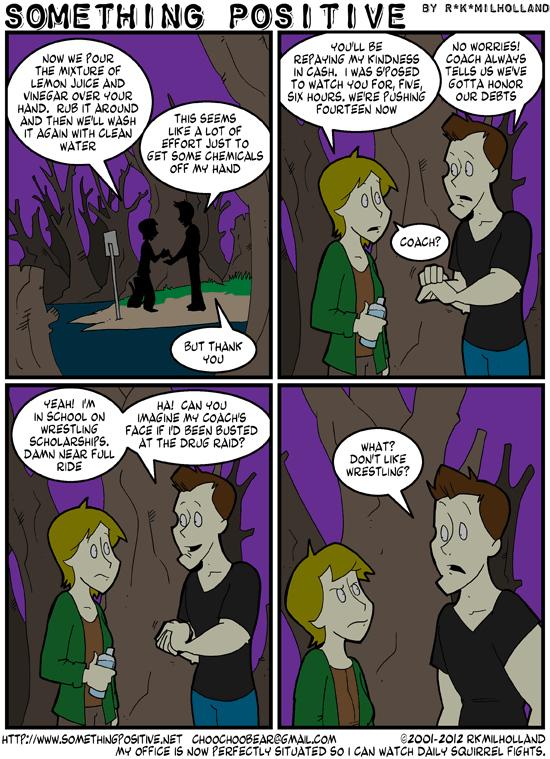 SOMETHING POSITIVE BY R*K*MILHOLLAND
NOW WE POUR
THE MIXTURE OF
LEMON JUICE AND
VINEGAR OVER YOUR
HAND. RUB IT AROUND
AND THEN WE'LL WASH
IT AGAIN WITH CLEAN
WATER
THIS SEEMS
LIKE A LOT OF
EFFORT JUST TO
GET SOME CHEMICALS
OFF MY HAND
BUT THANK
YOU
YOU'LL BE
REPAYING MY KINDNESS
IN CASH. I WAS S'POSED
TO WATCH YOU FOR, FIVE,
SIX HOURS. WE'RE PUSHING
FOURTEEN NOW
NO WORRIES!
COACH ALWAYS
TELLS US WE'VE
GOTTA HONOR
OUR DEBTS
COACH?
YEAH! I'M
IN SCHOOL ON
WRESTLING
SCHOLARSHIPS.
DAMN NEAR FULL
RIDE
HA! CAN YOU
IMAGINE MY COACH'S
FACE IF I'D BEEN BUSTED
AT THE DRUG RAID?
WHAT?
DON'T LIKE
WRESTLING?
HTTP://WWW.SOMETHINGPOSITIVE.NET CHOOCHOOBEAR@GMAIL.COM ©2001-2012 RKMILHOLLAND
MY OFFICE IS NOW PERFECTLY SITUATED SO I CAN WATCH DAILY SQUIRREL FIGHTS.